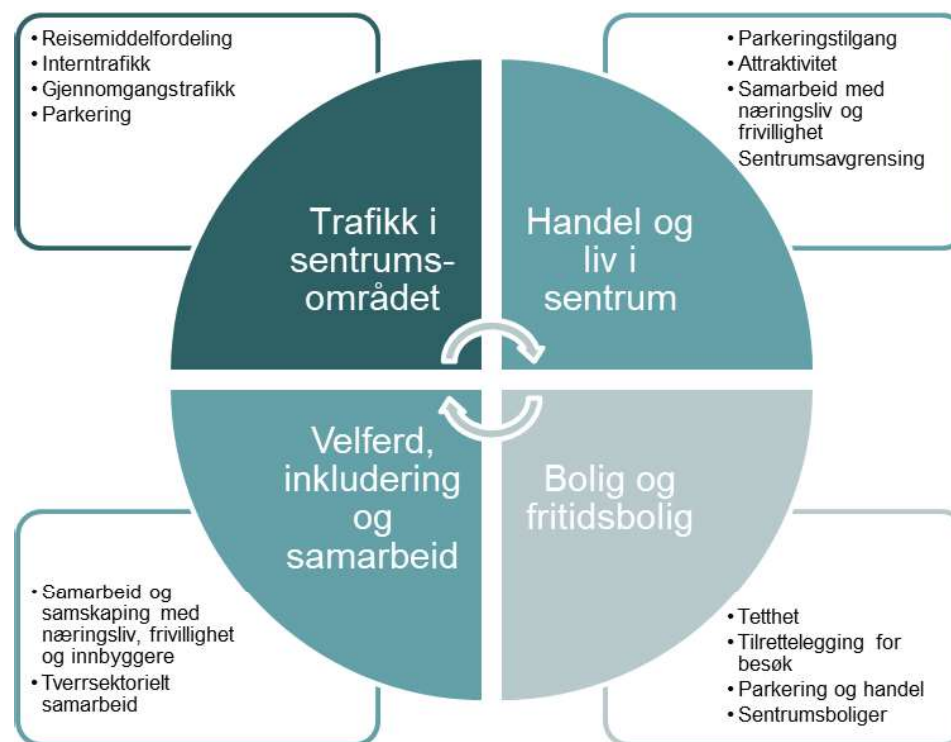 • Reisemiddelfordeling
• Interntrafikk
• Gjennomgangstrafikk
• Parkering
• Parkeringstilgang
• Attraktivitet
• Samarbeid med
næringsliv og
frivillighet
Sentrumsavgrensing
Trafikk i
sentrums-
området
Handel og
liv i
sentrum
Velferd,
inkludering
og
samarbeid
Bolig og
fritidsbolig
• Samarbeid og
samskaping med
næringsliv, frivillighet
og innbyggere
• Tverrsektorielt
samarbeid
• Tetthet
• Tilrettelegging for
besøk
• Parkering og handel
• Sentrumsboliger